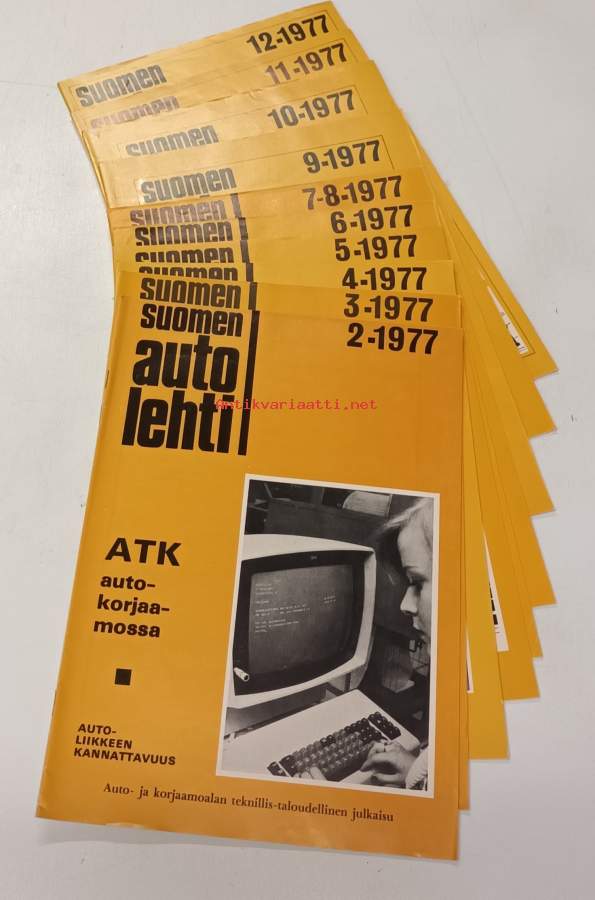 suomen 12-1977
suomen 11-1977
suomen 10-1977
suomen 9-1977
suomen 7-8-1977
suomen 6-1977
suomen 5-1977
suomen 4-1977
suomen 3-1977
suomen 2-1977
auto
lehti
antikvariaatti.net
ATK
auto-
korjaa-
mossa
AUTO-
LIIKKEEN
KANNATTAVUUS
Auto- ja korjaamoalan teknillis-taloudellinen julkaisu